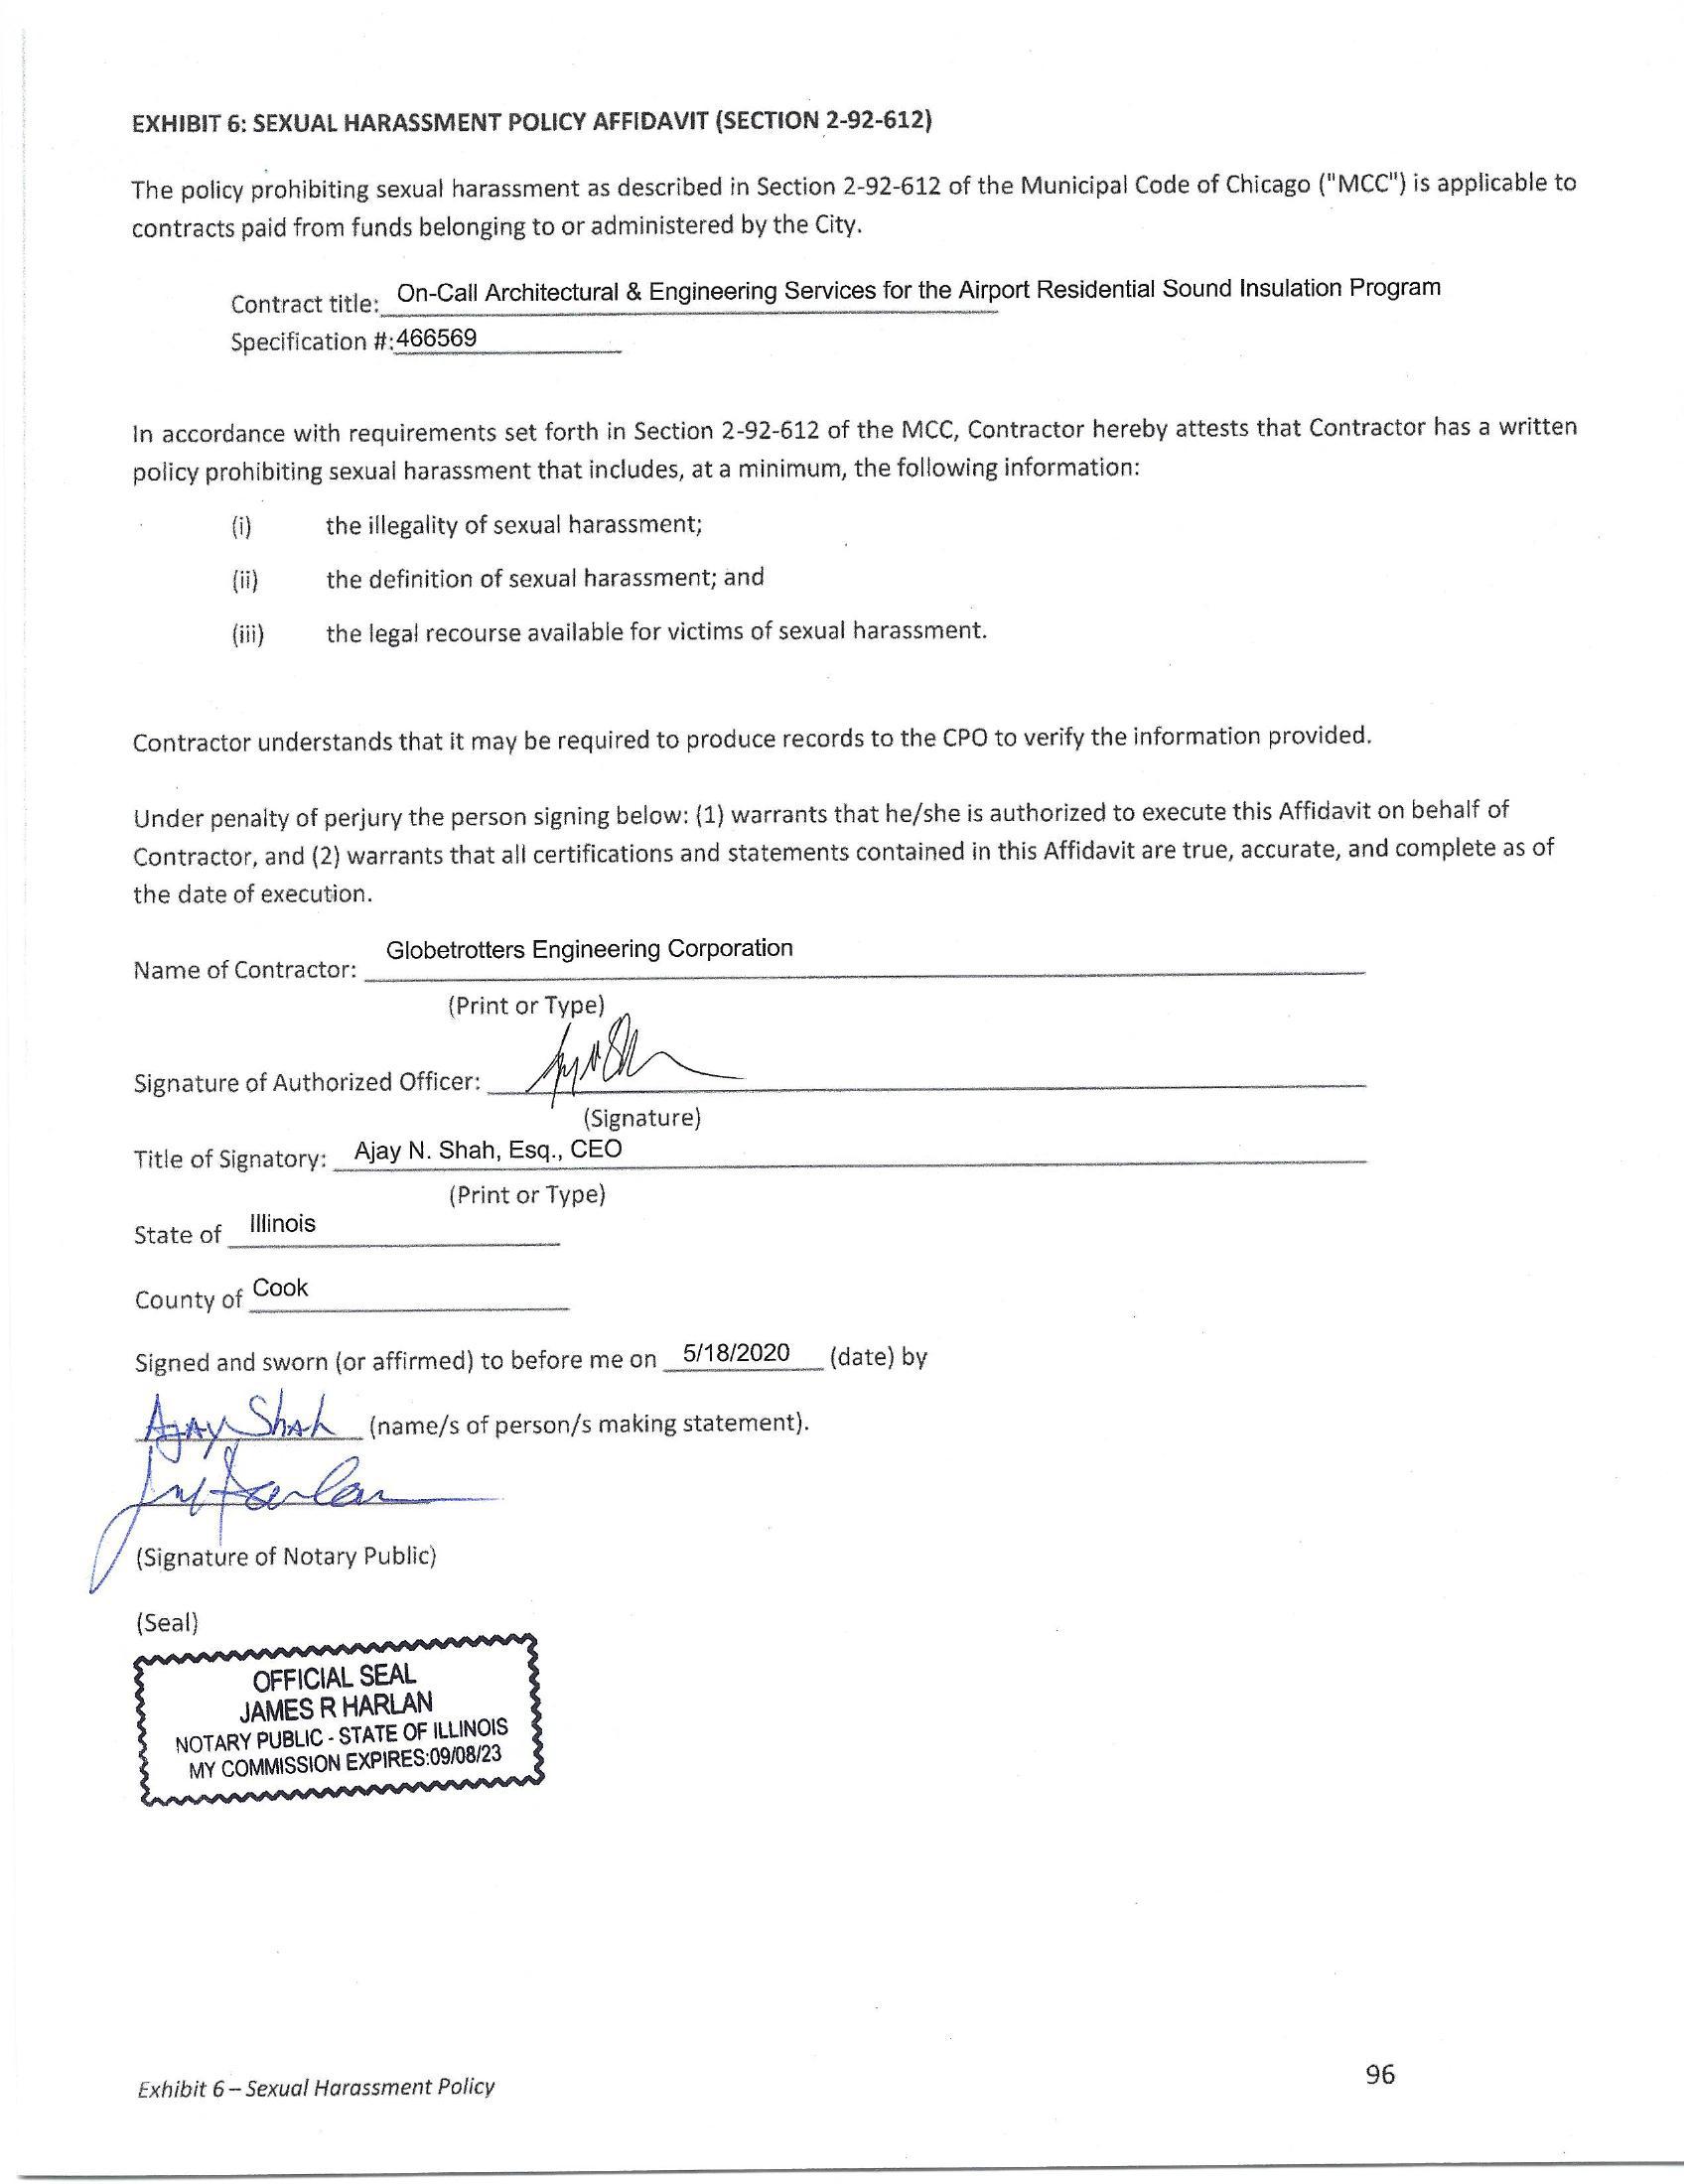 EXHIBIT 6: SEXUAL HARASSMENT POLICY AFFIDAVIT (SECTION 2-92-612)
The policy prohibiting sexual harassment as described in Section 2-92-612 of the Municipal Code of Chicago ("MCC") is applicable to
contracts paid from funds belonging to or administered by the City.
Contract title: On-Call Architectural & Engineering Services for the Airport Residential Sound Insulation Program
Specification #: 466569
In accordance with requirements set forth in Section 2-92-612 of the MCC, Contractor hereby attests that Contractor has a written
policy prohibiting sexual harassment that includes, at a minimum, the following information:
(i) the illegality of sexual harassment;
(ii) the definition of sexual harassment; and
(iii) the legal recourse available for victims of sexual harassment.
Contractor understands that it may be required to produce records to the CPO to verify the information provided.
Under penalty of perjury the person signing below: (1) warrants that he/she is authorized to execute this Affidavit on behalf of
Contractor, and (2) warrants that all certifications and statements contained in this Affidavit are true, accurate, and complete as of
the date of execution.
Name of Contractor: Globetrotters Engineering Corporation
(Print or Type)
Signature of Authorized Officer:
(Signature)
Title of Signatory: Ajay N. Shah, Esq., CEO
(Print or Type)
State of Illinois
County of Cook
Signed and sworn (or affirmed) to before me on 5/18/2020 (date) by
Ajay Shah (name/s of person/s making statement).
(Signature of Notary Public)
(Seal)
OFFICIAL SEAL
JAMES R HARLAN
NOTARY PUBLIC - STATE OF ILLINOIS
MY COMMISSION EXPIRES:09/08/23
Exhibit 6 – Sexual Harassment Policy 96